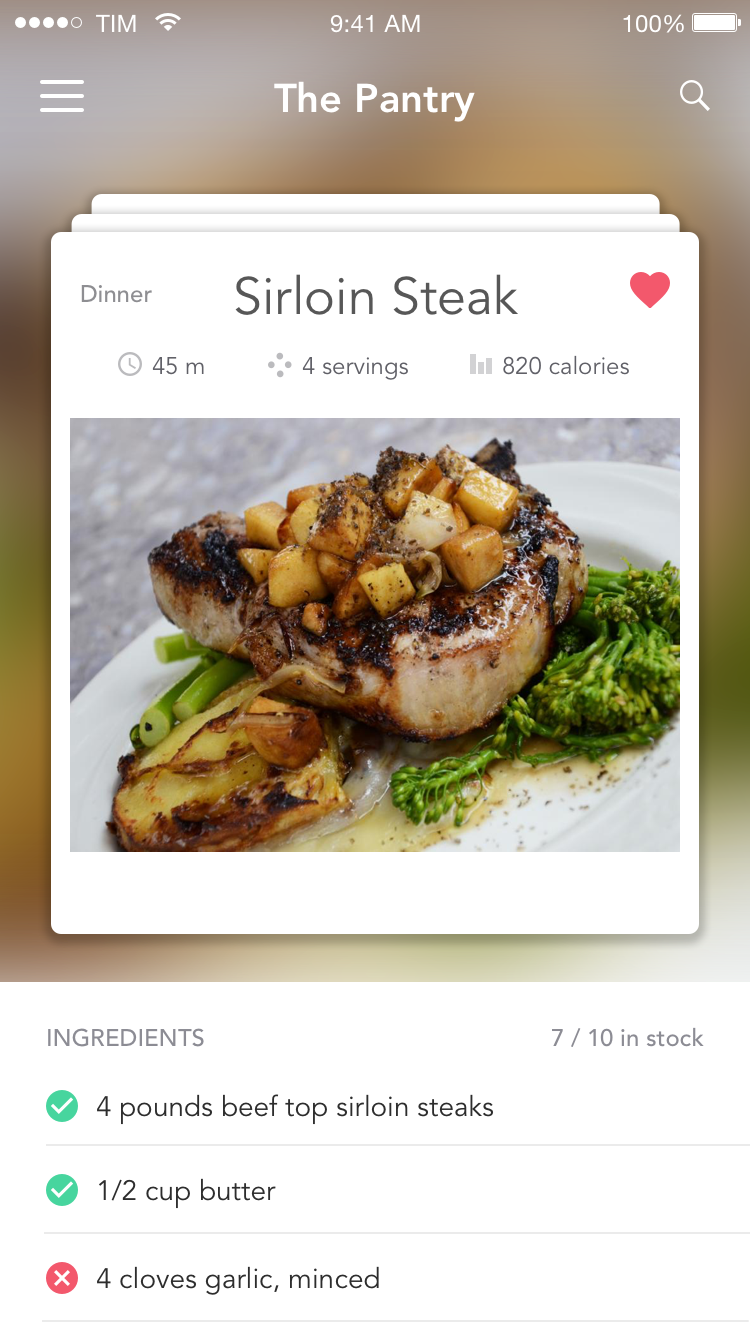 TIM 9:41 AM 100%
The Pantry
Dinner Sirloin Steak
45 m 4 servings 820 calories
INGREDIENTS 7 / 10 in stock
4 pounds beef top sirloin steaks
1/2 cup butter
4 cloves garlic, minced